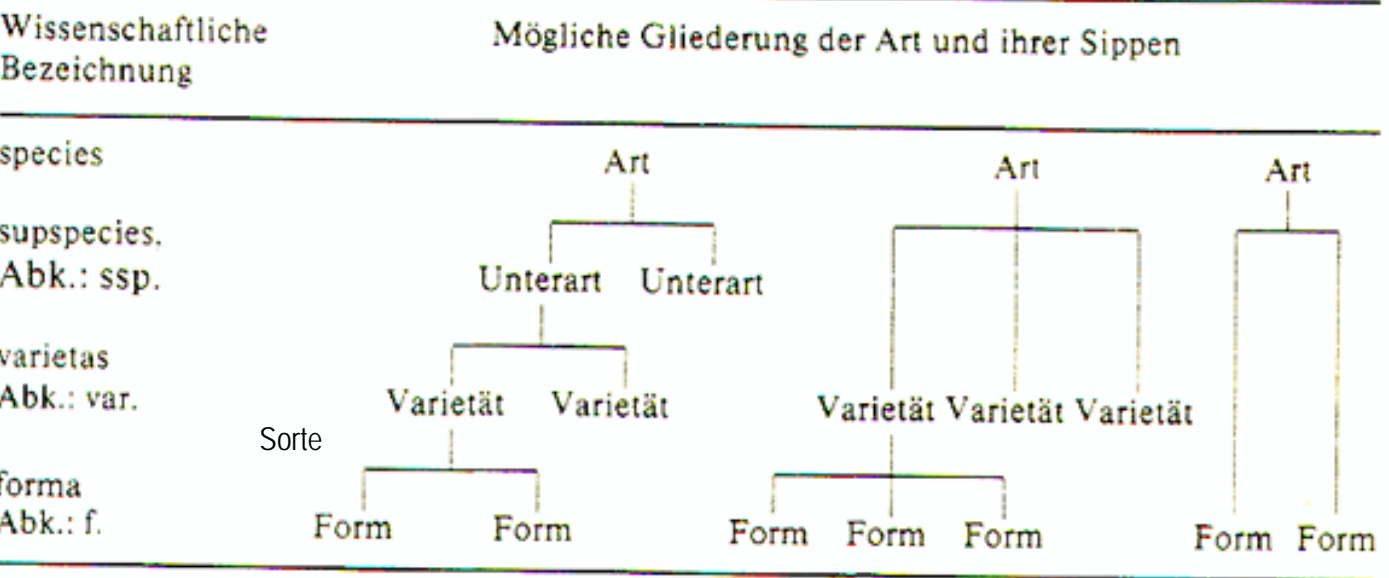 Wissenschaftliche
Bezeichnung
Mögliche Gliederung der Art und ihrer Sippen
species
Art Art Art
supspecies.
Abk.: ssp.
Unterart Unterart
varietas
Abk.: var.
Varietät Varietät Varietät Varietät Varietät
Sorte
forma
Abk.: f.
Form Form Form Form Form Form Form